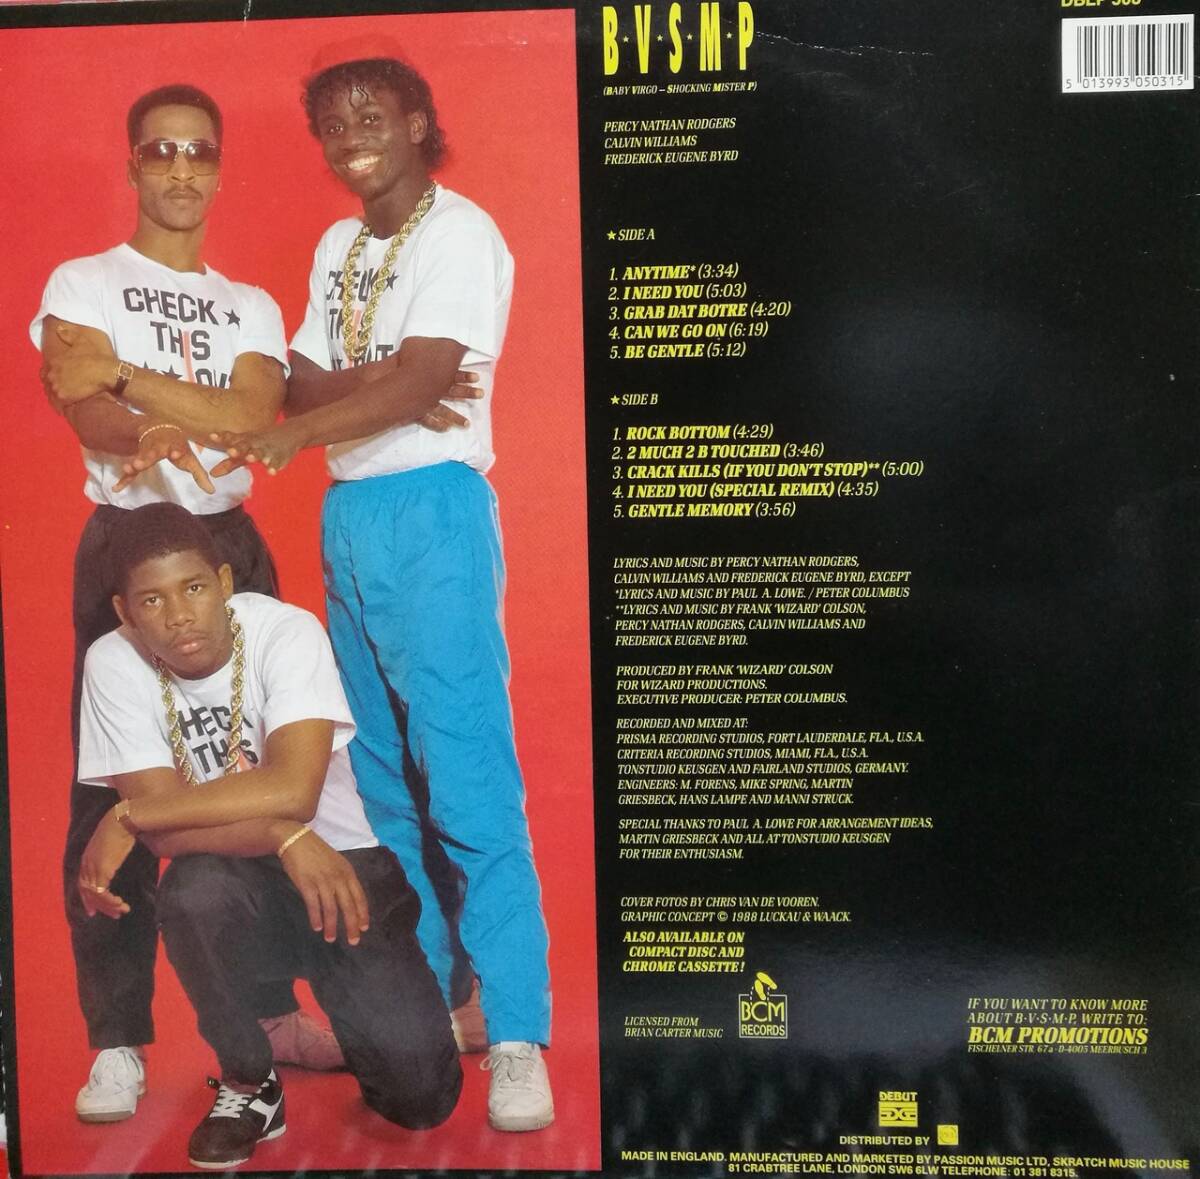 B★V★S★M★P
(BABY VIRGO – SHOCKING MISTER P)
PERCY NATHAN RODGERS
CALVIN WILLIAMS
FREDERICK EUGENE BYRD
5 013993 050315
★ SIDE A
1. ANYTIME* (3:34)
2. I NEED YOU (5:03)
3. GRAB DAT BOTRE (4:20)
4. CAN WE GO ON (6:19)
5. BE GENTLE (5:12)
★ SIDE B
1. ROCK BOTTOM (4:29)
2. 2 MUCH 2 B TOUCHED (3:46)
3. CRACK KILLS (IF YOU DON'T STOP)** (5:00)
4. I NEED YOU (SPECIAL REMIX) (4:35)
5. GENTLE MEMORY (3:56)
LYRICS AND MUSIC BY PERCY NATHAN RODGERS,
CALVIN WILLIAMS AND FREDERICK EUGENE BYRD, EXCEPT
*LYRICS AND MUSIC BY PAUL A. LOWE. / PETER COLUMBUS
**LYRICS AND MUSIC BY FRANK 'WIZARD' COLSON,
PERCY NATHAN RODGERS, CALVIN WILLIAMS AND
FREDERICK EUGENE BYRD.
PRODUCED BY FRANK 'WIZARD' COLSON
FOR WIZARD PRODUCTIONS.
EXECUTIVE PRODUCER: PETER COLUMBUS.
RECORDED AND MIXED AT:
PRISMA RECORDING STUDIOS, FORT LAUDERDALE, FLA., U.S.A.
CRITERIA RECORDING STUDIOS, MIAMI, FLA., U.S.A.
TONSTUDIO KEUSGEN AND FAIRLAND STUDIOS, GERMANY.
ENGINEERS: M. FORENS, MIKE SPRING, MARTIN
GRIESBECK, HANS LAMPE AND MANNI STRUCK.
SPECIAL THANKS TO PAUL A. LOWE FOR ARRANGEMENT IDEAS,
MARTIN GRIESBECK AND ALL AT TONSTUDIO KEUSGEN
FOR THEIR ENTHUSIASM.
COVER FOTOS BY CHRIS VAN DE VOOREN.
GRAPHIC CONCEPT © 1988 LUCKAU & WAACK.
ALSO AVAILABLE ON
COMPACT DISC AND
CHROME CASSETTE!
LICENSED FROM
BRIAN CARTER MUSIC
BCM
RECORDS
IF YOU WANT TO KNOW MORE
ABOUT B·V·S·M·P, WRITE TO:
BCM PROMOTIONS
FISCHELNER STR. 67a · D-4005 MEERBUSCH 3
DEBUT
DISTRIBUTED BY
MADE IN ENGLAND. MANUFACTURED AND MARKETED BY PASSION MUSIC LTD, SKRATCH MUSIC HOUSE
81 CRABTREE LANE, LONDON SW6 6LW TELEPHONE: 01 381 8315.
CHECK ★
THIS
CHECK
THIS